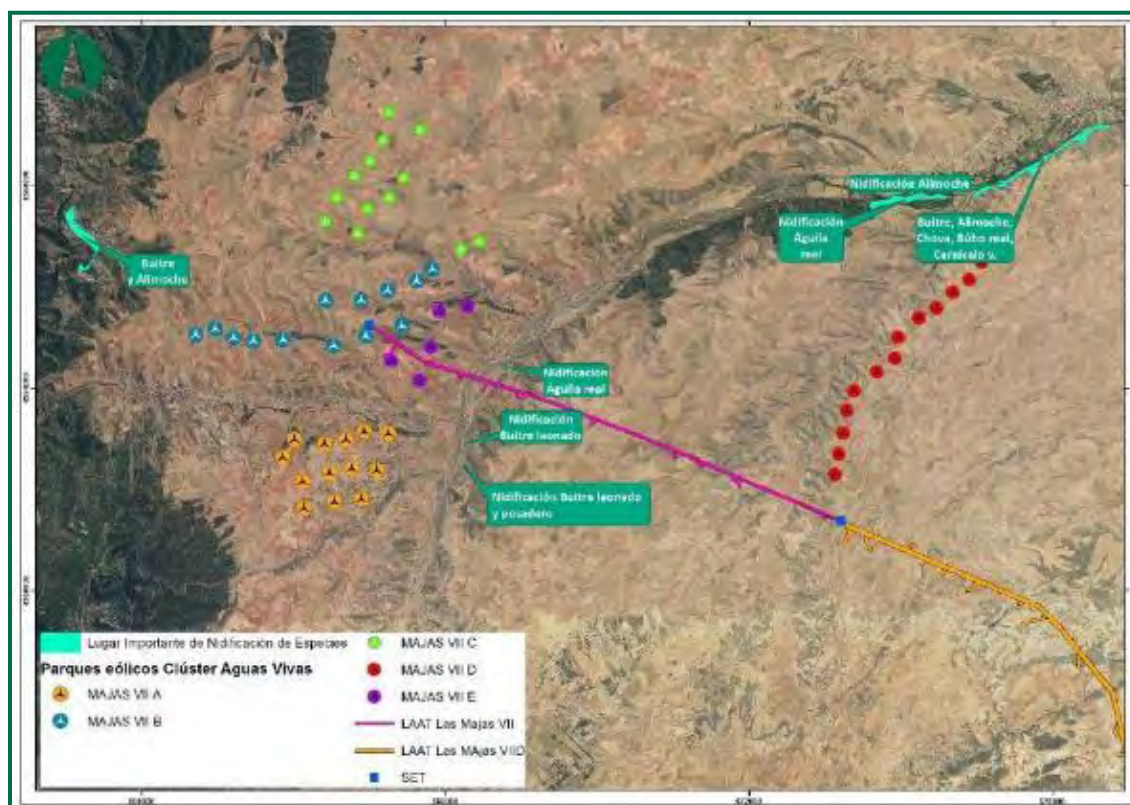 Nidificación Alimoche
Nidificación
Águila
real
Buitre, Alimoche,
Chova, Búho real,
Cernícalo v.
Buitre
y Alimoche
Nidificación
Águila real
Nidificación
Buitre leonado
Nidificación Buitre leonado
y posadero
Lugar Importante de Nidificación de Especies
Parques eólicos Clúster Aguas Vivas
MAJAS VII A
MAJAS VII B
MAJAS VII C
MAJAS VII D
MAJAS VII E
LAAT Las Majas VII
LAAT Las MAjas VIID
SET